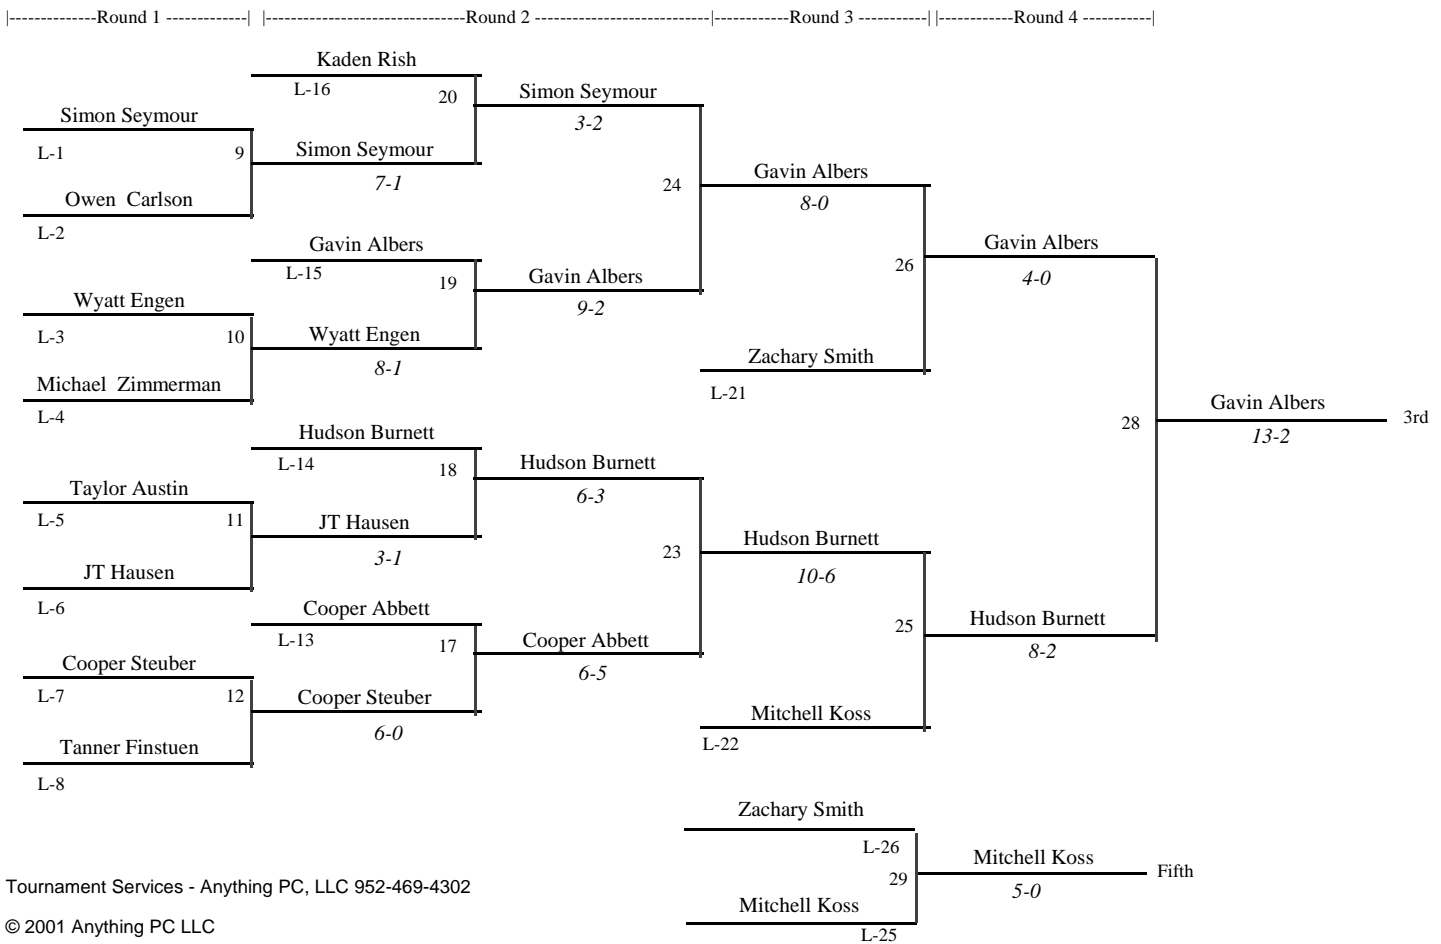 |-------------Round 1 -------------| |-----------------------------Round 2 --------------------------|------------Round 3 -----------| |------------Round 4 -----------|
Kaden Rish
L-16
20
Simon Seymour
3-2
Simon Seymour
L-1
9
Simon Seymour
7-1
Owen  Carlson
L-2
24
Gavin Albers
8-0
Gavin Albers
L-15
19
Gavin Albers
9-2
Wyatt Engen
L-3
10
Wyatt Engen
8-1
Michael  Zimmerman
L-4
26
Gavin Albers
4-0
Zachary Smith
L-21
28
Gavin Albers
13-2
3rd
Hudson Burnett
L-14
18
Hudson Burnett
6-3
Taylor Austin
L-5
11
JT Hausen
3-1
JT Hausen
L-6
23
Hudson Burnett
10-6
Cooper Abbett
L-13
17
Cooper Abbett
6-5
25
Hudson Burnett
8-2
Cooper Steuber
L-7
12
Cooper Steuber
6-0
Tanner Finstuen
L-8
Mitchell Koss
L-22
Zachary Smith
L-26
29
Mitchell Koss
5-0
Fifth
Mitchell Koss
L-25
Tournament Services - Anything PC, LLC 952-469-4302
© 2001 Anything PC LLC